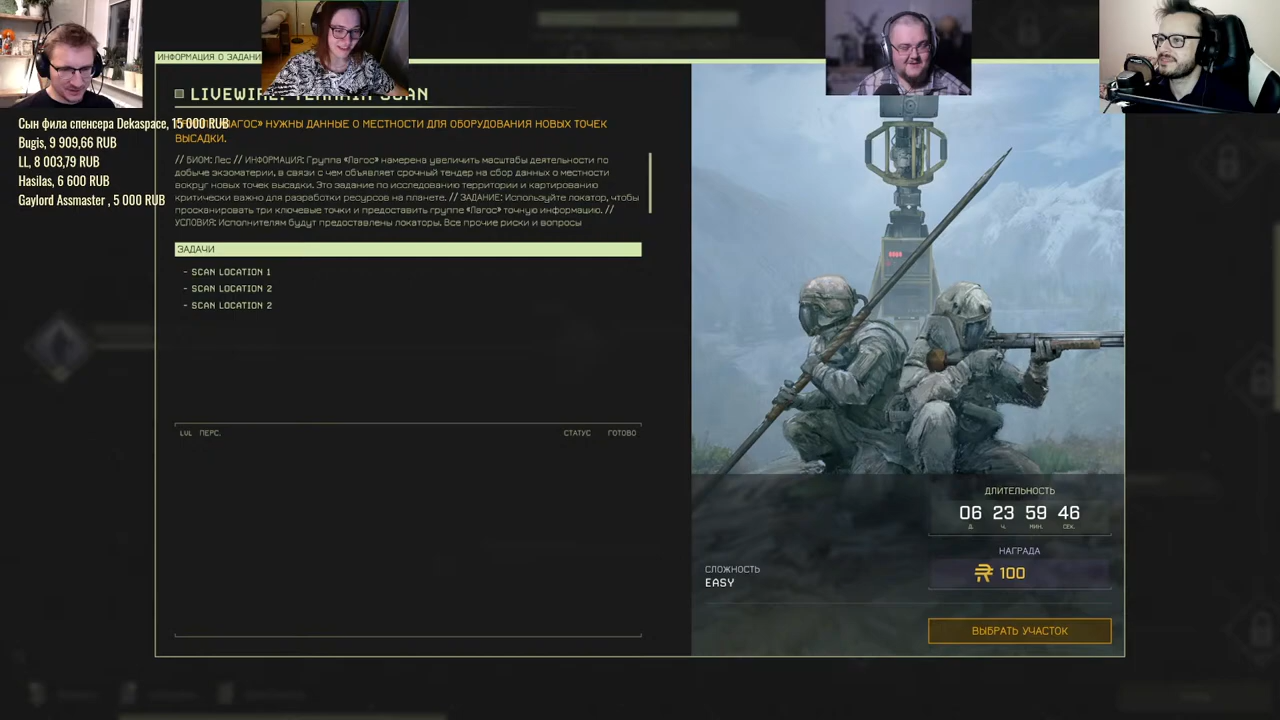 ИНФОРМАЦИЯ О ЗАДАНИ
LIVEWIRE: TERRAIN SCAN
ЛАГОС» НУЖНЫ ДАННЫЕ О МЕСТНОСТИ ДЛЯ ОБОРУДОВАНИЯ НОВЫХ ТОЧЕК
ВЫСАДКИ.
Сын фила спенсера Dekaspace, 15 000 RUB
Bugis, 9 909,66 RUB
LL, 8 003,79 RUB
Hasilas, 6 600 RUB
Gaylord Assmaster , 5 000 RUB
// БИОМ: Лес // ИНФОРМАЦИЯ: Группа «Лагос» намерена увеличить масштабы деятельности по
добыче экзоматерии, в связи с чем объявляет срочный тендер на сбор данных о местности
вокруг новых точек высадки. Это задание по исследованию территории и картированию
критически важно для разработки ресурсов на планете. // ЗАДАНИЕ: Используйте локатор, чтобы
просканировать три ключевые точки и предоставить группе «Лагос» точную информацию. //
УСЛОВИЯ: Исполнителям будут предоставлены локаторы. Все прочие риски и вопросы
ЗАДАЧИ
- SCAN LOCATION 1
- SCAN LOCATION 2
- SCAN LOCATION 2
LVL ПЕРС. СТАТУС ГОТОВО
ДЛИТЕЛЬНОСТЬ
06 23 59 46
Д. Ч. МИН. СЕК.
НАГРАДА
100
СЛОЖНОСТЬ
EASY
ВЫБРАТЬ УЧАСТОК